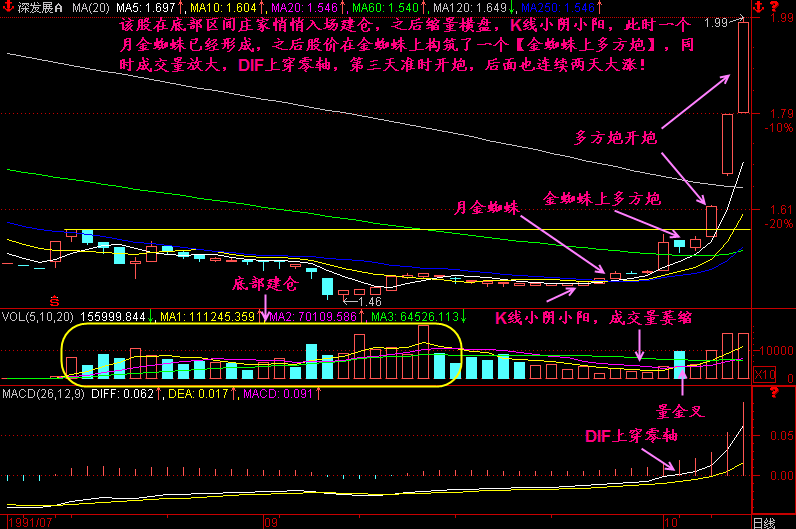 深发展A MA(20) MA5: 1.697↑, MA10: 1.604↑, MA20: 1.546↑, MA60: 1.540↑, MA120: 1.649↓, MA250: 1.546↑
该股在底部区间庄家悄悄入场建仓，之后缩量横盘，K线小阴小阳，此时一个
月金蜘蛛已经形成，之后股价在金蜘蛛上构筑了一个【金蜘蛛上多方炮】，同
时成交量放大，DIF上穿零轴，第三天准时开炮，后面也连续两天大涨！
1.99
1.99
1.79
-10%
多方炮开炮
金蜘蛛上多方炮
月金蜘蛛
1.61
-20%
底部建仓
1.46
VOL(5,10,20) 155999.844↓, MA1: 111245.359↑, MA2: 70109.586↑, MA3: 64526.113↓
K线小阴小阳，成交量萎缩
10000
X10
0
量金叉
MACD(26,12,9) DIFF: 0.062↑, DEA: 0.017↑, MACD: 0.091↑
DIF上穿零轴
0.05
0.00
1991/07
09
10
日线